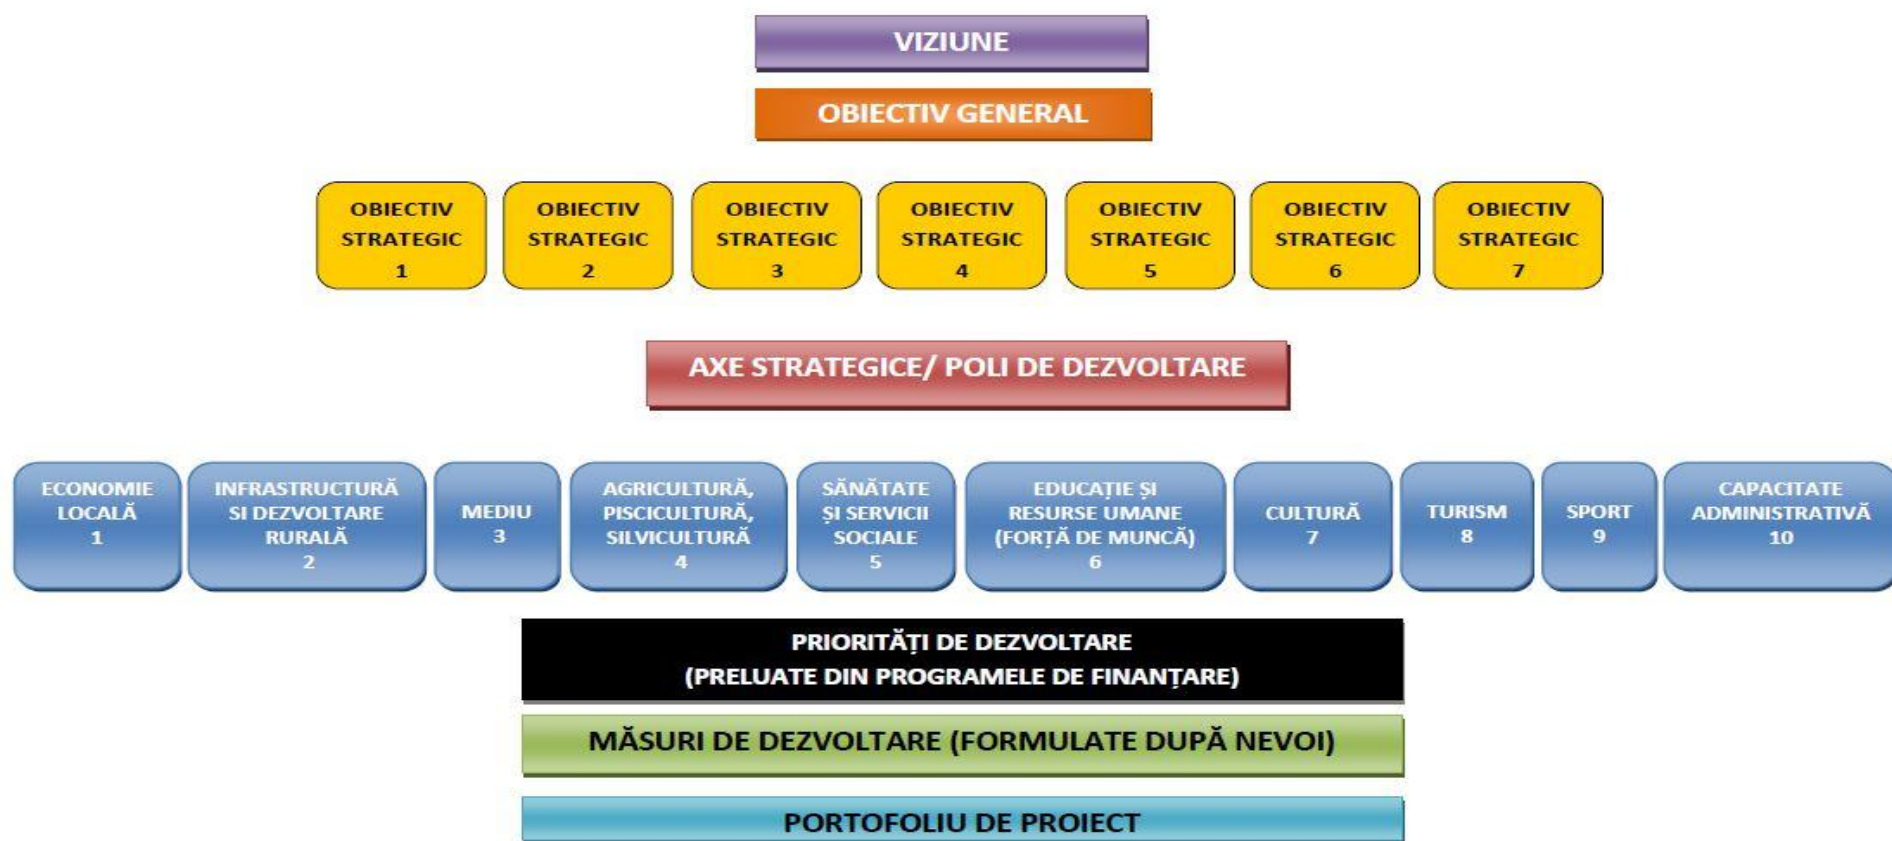 VIZIUNE
OBIECTIV GENERAL
OBIECTIV
STRATEGIC
1
OBIECTIV
STRATEGIC
2
OBIECTIV
STRATEGIC
3
OBIECTIV
STRATEGIC
4
OBIECTIV
STRATEGIC
5
OBIECTIV
STRATEGIC
6
OBIECTIV
STRATEGIC
7
AXE STRATEGICE/ POLI DE DEZVOLTARE
ECONOMIE
LOCALĂ
1
INFRASTRUCTURĂ
SI DEZVOLTARE
RURALĂ
2
MEDIU
3
AGRICULTURĂ,
PISCICULTURĂ,
SILVICULTURĂ
4
SĂNĂTATE
ȘI SERVICII
SOCIALE
5
EDUCAȚIE ȘI
RESURSE UMANE
(FORȚĂ DE MUNCĂ)
6
CULTURĂ
7
TURISM
8
SPORT
9
CAPACITATE
ADMINISTRATIVĂ
10
PRIORITĂȚI DE DEZVOLTARE
(PRELUATE DIN PROGRAMELE DE FINANȚARE)
MĂSURI DE DEZVOLTARE (FORMULATE DUPĂ NEVOI)
PORTOFOLIU DE PROIECT